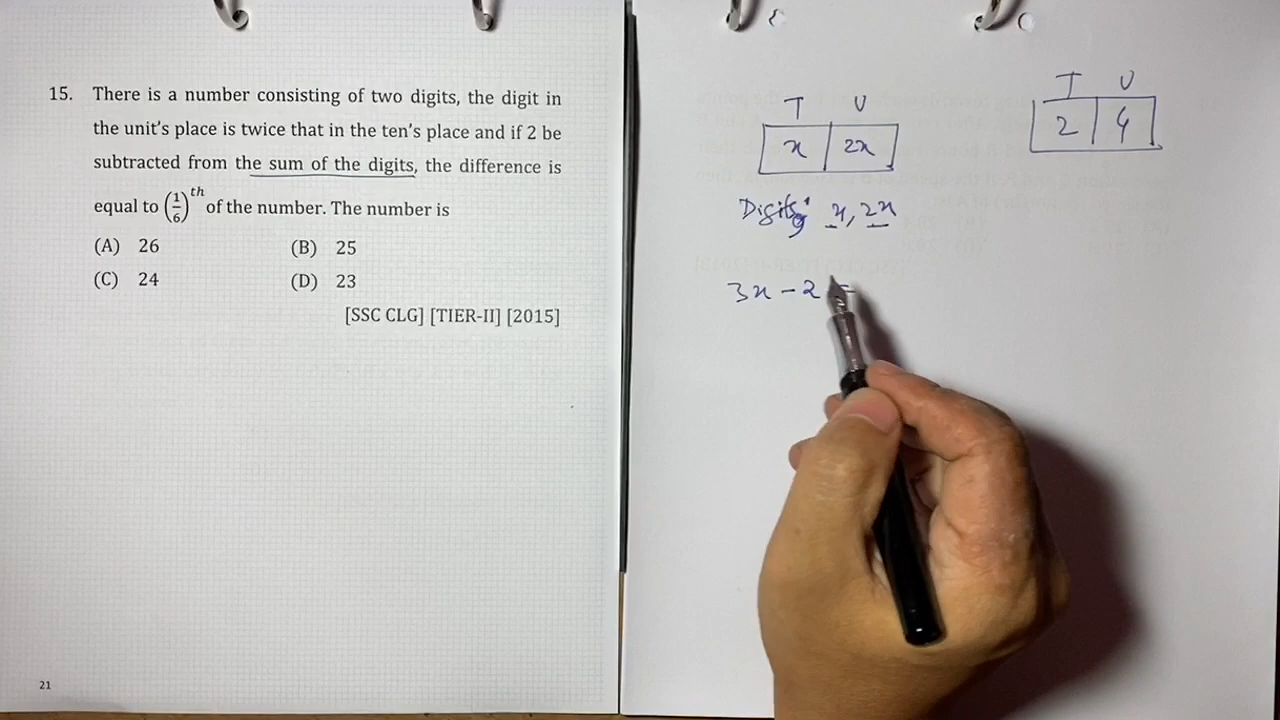 15. There is a number consisting of two digits, the digit in
the unit's place is twice that in the ten's place and if 2 be
subtracted from the sum of the digits, the difference is
equal to (1/6)^th of the number. The number is
(A) 26 (B) 25
(C) 24 (D) 23
[SSC CLG] [TIER-II] [2015]
21
T U
x 2x
Digits: x, 2x
3x - 2 =
T U
2 4